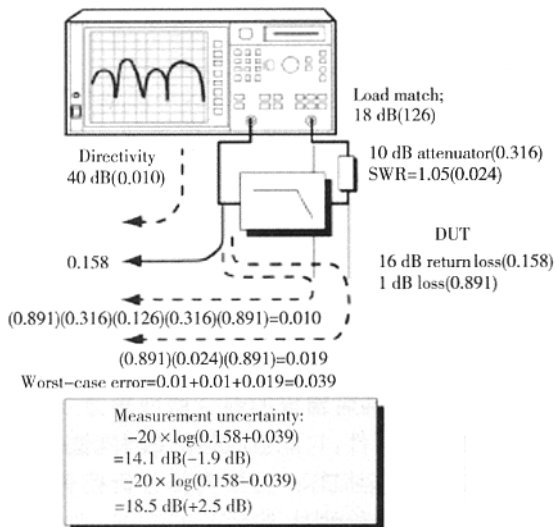 Load match;
18 dB(126)
Directivity
40 dB(0.010)
10 dB attenuator(0.316)
SWR=1.05(0.024)
DUT
16 dB return loss(0.158)
1 dB loss(0.891)
0.158
(0.891)(0.316)(0.126)(0.316)(0.891)=0.010
(0.891)(0.024)(0.891)=0.019
Worst-case error=0.01+0.01+0.019=0.039
Measurement uncertainty:
-20×log(0.158+0.039)
=14.1 dB(-1.9 dB)
-20×log(0.158-0.039)
=18.5 dB(+2.5 dB)